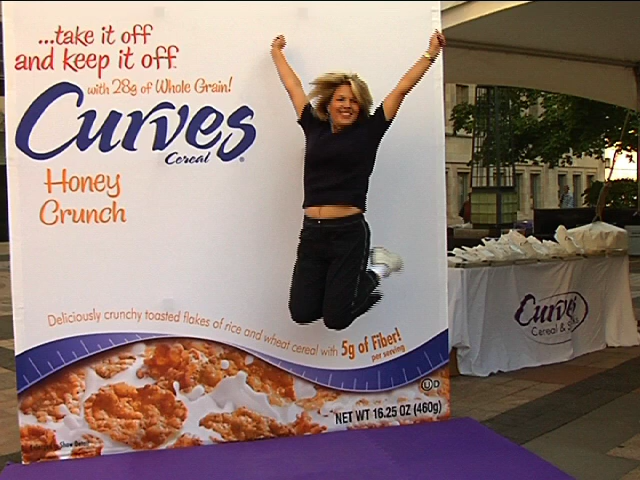 ...take it off
and keep it off.
with 28g of Whole Grain!
Curves
Cereal
Honey
Crunch
Deliciously crunchy toasted flakes of rice and wheat cereal with 5g of Fiber!
per serving
NET WT 16.25 OZ (460g)
Curves
Cereal &